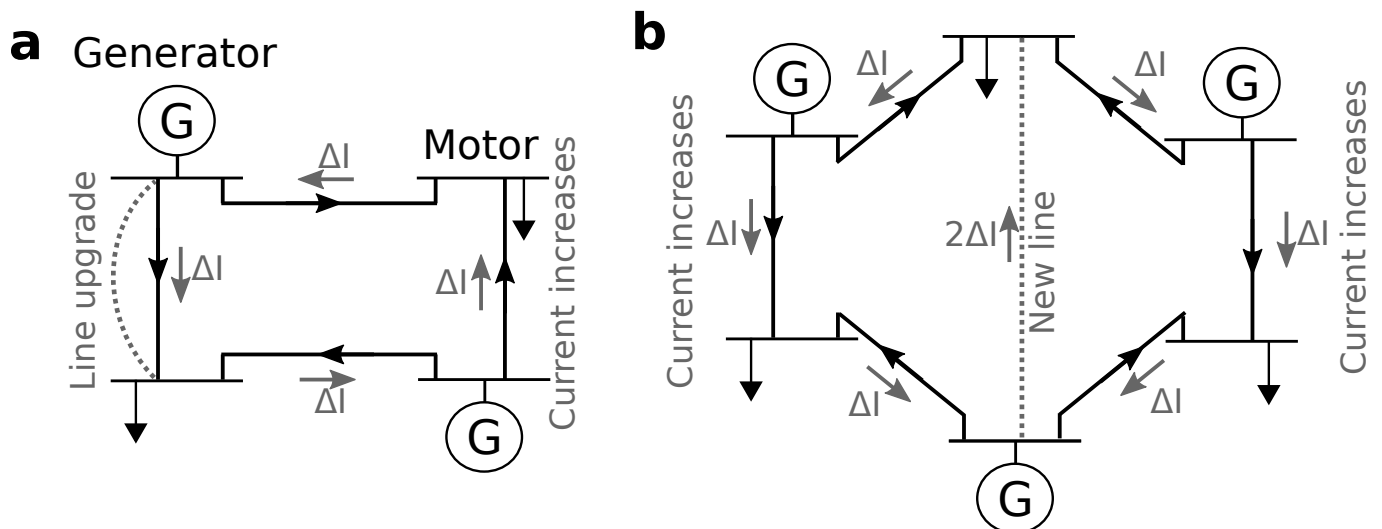 a
Generator
G
Motor
ΔI
Line upgrade
ΔI
ΔI
Current increases
ΔI
G
b
G
ΔI
ΔI
G
Current increases
ΔI
2ΔI
New line
ΔI
Current increases
ΔI
ΔI
G